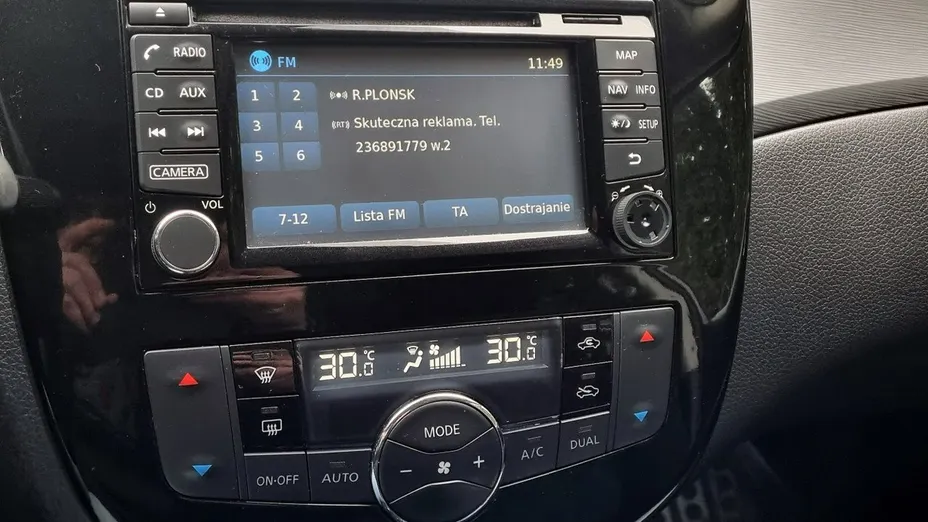 RADIO
CD AUX
CAMERA
VOL
FM 11:49
1 2
3 4
5 6
R.PLONSK
(RT) Skuteczna reklama. Tel.
236891779 w.2
7-12 Lista FM TA Dostrajanie
MAP
NAV INFO
SETUP
30.0°C 30.0°C
MODE
- +
ON·OFF AUTO A/C DUAL